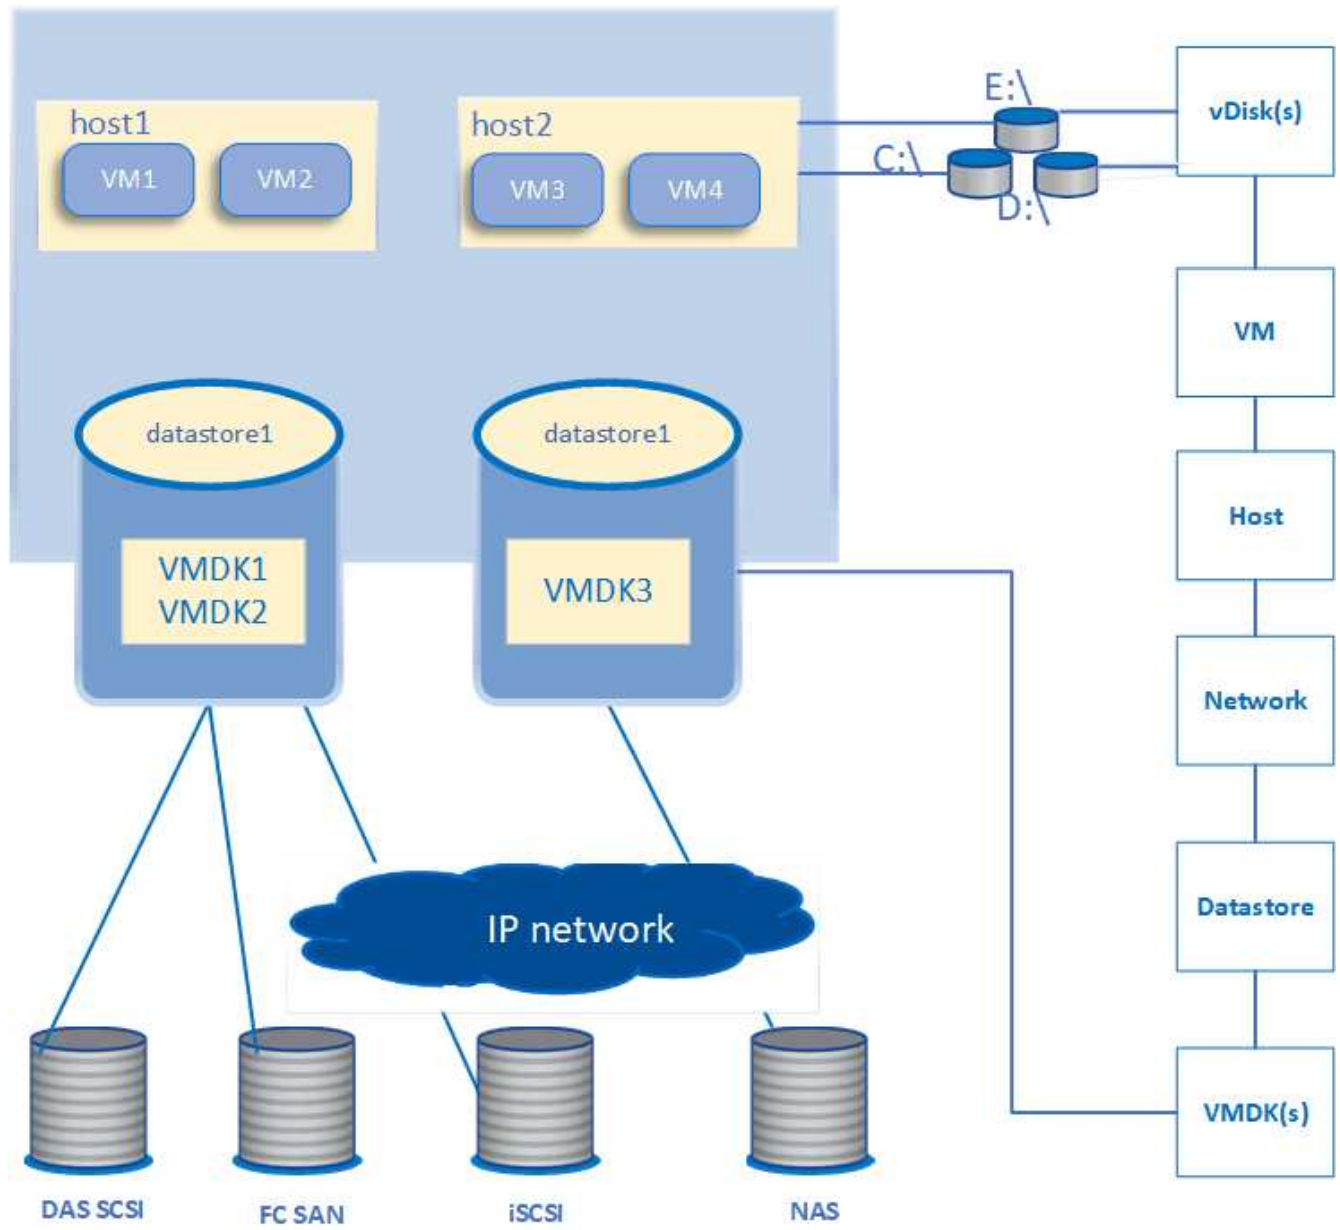 host1
VM1
VM2
host2
VM3
VM4
E:\
C:\
D:\
vDisk(s)
VM
Host
Network
Datastore
VMDK(s)
datastore1
VMDK1
VMDK2
datastore1
VMDK3
IP network
DAS SCSI
FC SAN
iSCSI
NAS